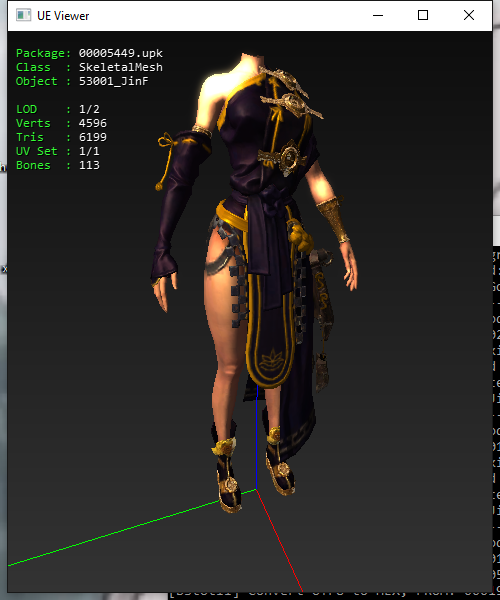 UE Viewer
Package: 00005449.upk
Class : SkeletalMesh
Object : 53001_JinF
LOD : 1/2
Verts : 4596
Tris : 6199
UV Set : 1/1
Bones : 113